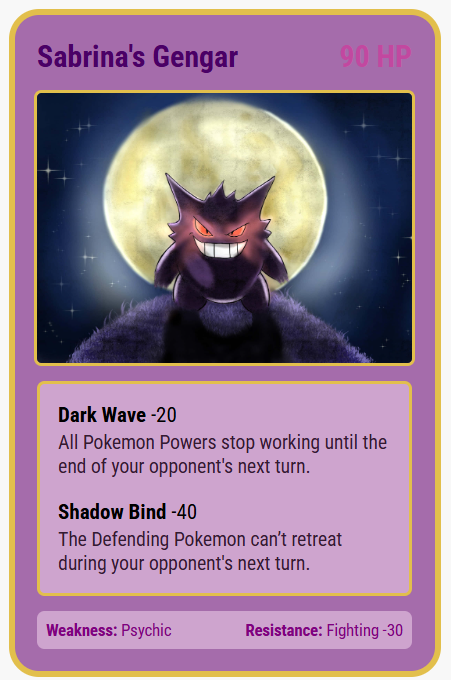 Sabrina's Gengar 90 HP
Dark Wave -20
All Pokemon Powers stop working until the
end of your opponent's next turn.
Shadow Bind -40
The Defending Pokemon can’t retreat
during your opponent's next turn.
Weakness: Psychic Resistance: Fighting -30